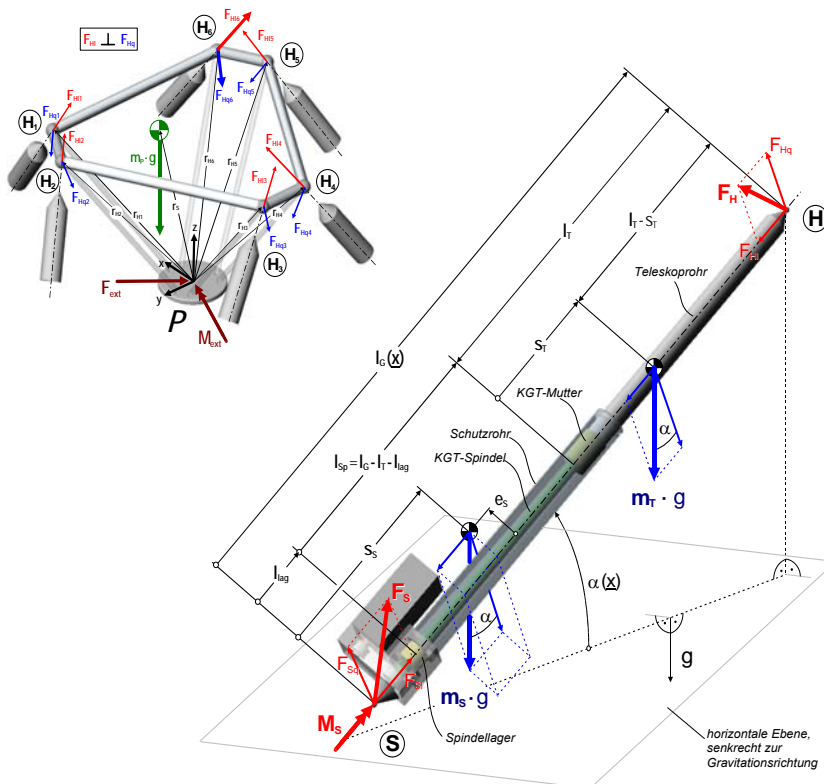 F_Hl ⊥ F_Hq
H₆
F_Hl6
F_Hl5
H₅
F_Hq6
F_Hq5
H₁
F_Hq1
F_Hl1
F_Hl2
H₂
F_Hq2
m_P · g
r_H6
r_H5
r_S
r_H2
r_H1
r_H3
r_H4
F_Hl4
F_Hl3
H₄
F_Hq4
F_Hq3
H₃
z
x
y
F_ext
P
M_ext
F_Hq
F_H
H
F_Hl
l_T
l_T - S_T
Teleskoprohr
S_T
l_G(x)
KGT-Mutter
Schutzrohr
KGT-Spindel
α
m_T · g
l_Sp = l_G - l_T - l_lag
e_S
S_S
l_lag
α(x)
F_S
α
F_Sq
F_Sl
m_S · g
g
M_S
S
Spindellager
horizontale Ebene,
senkrecht zur
Gravitationsrichtung